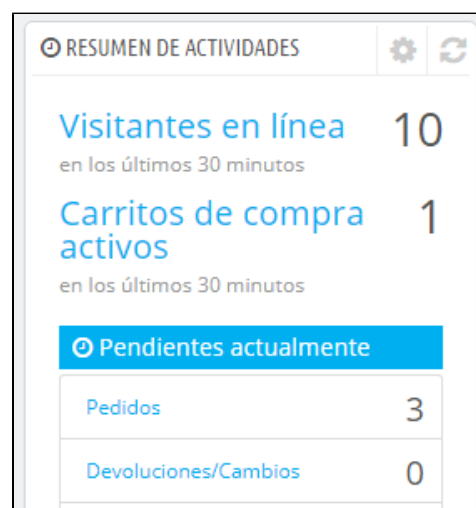 RESUMEN DE ACTIVIDADES
Visitantes en línea 10
en los últimos 30 minutos
Carritos de compra 1
activos
en los últimos 30 minutos
Pendientes actualmente
Pedidos 3
Devoluciones/Cambios 0